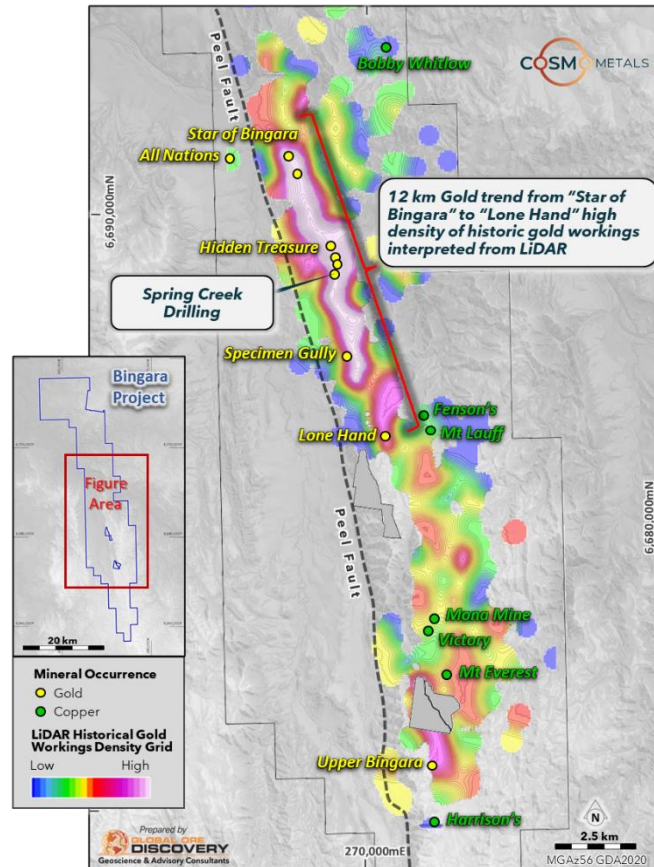 COSMO METALS
Bobby Whitlow
Peel Fault
Star of Bingara
All Nations
6,690,000mN
12 km Gold trend from "Star of
Bingara" to "Lone Hand" high
density of historic gold workings
interpreted from LiDAR
Hidden Treasure
Spring Creek
Drilling
Specimen Gully
Fenson's
Mt Lauff
Lone Hand
Bingara
Project
Figure
Area
20 km
Peel Fault
6,680,000mN
Mona Mine
Victory
Mt Everest
Upper Bingara
Harrison's
Mineral Occurrence
Gold
Copper
LiDAR Historical Gold
Workings Density Grid
Low High
Prepared by
GLOBAL ORE
DISCOVERY
Geoscience & Advisory Consultants
270,000mE
N
2.5 km
MGAz56 GDA2020